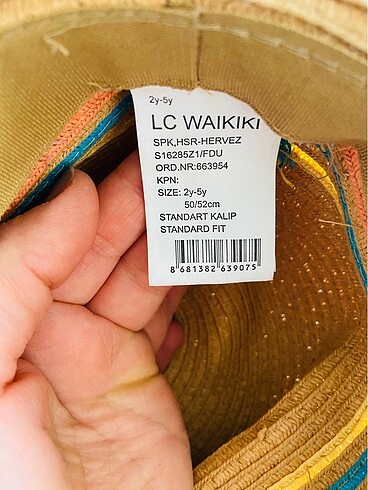 2y-5y
LC WAIKIKI
SPK,HSR-HERVEZ
S16285Z1/FDU
ORD.NR:663954
KPN:
SIZE: 2y-5y
50/52cm
STANDART KALIP
STANDARD FIT
8 681382 639075